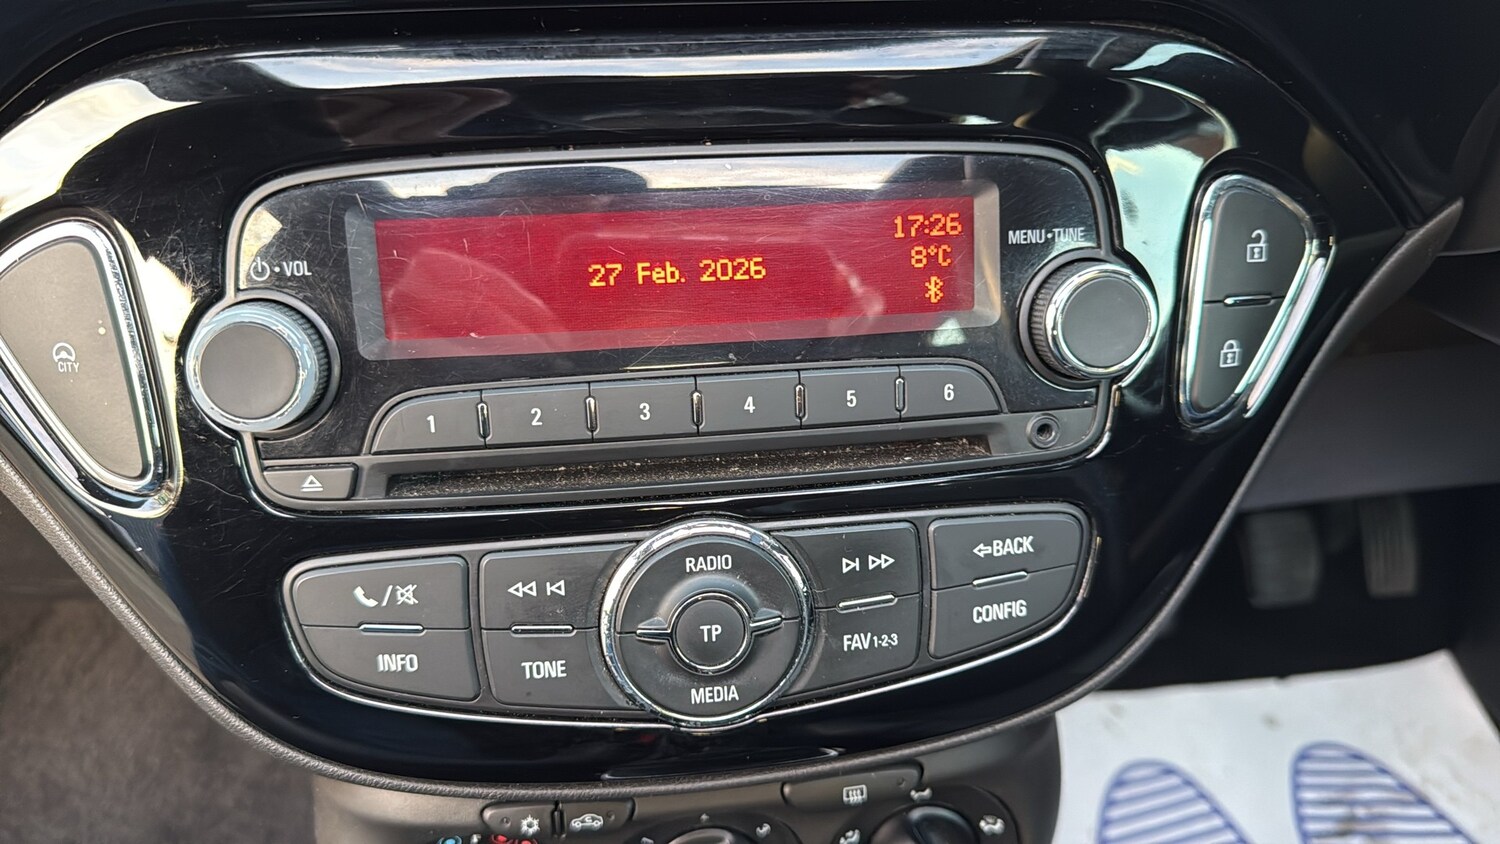 17:26
8°C
27 Feb. 2026
VOL
MENU•TUNE
CITY
1 2 3 4 5 6
RADIO
BACK
TP
CONFIG
INFO
TONE
FAV 1-2-3
MEDIA